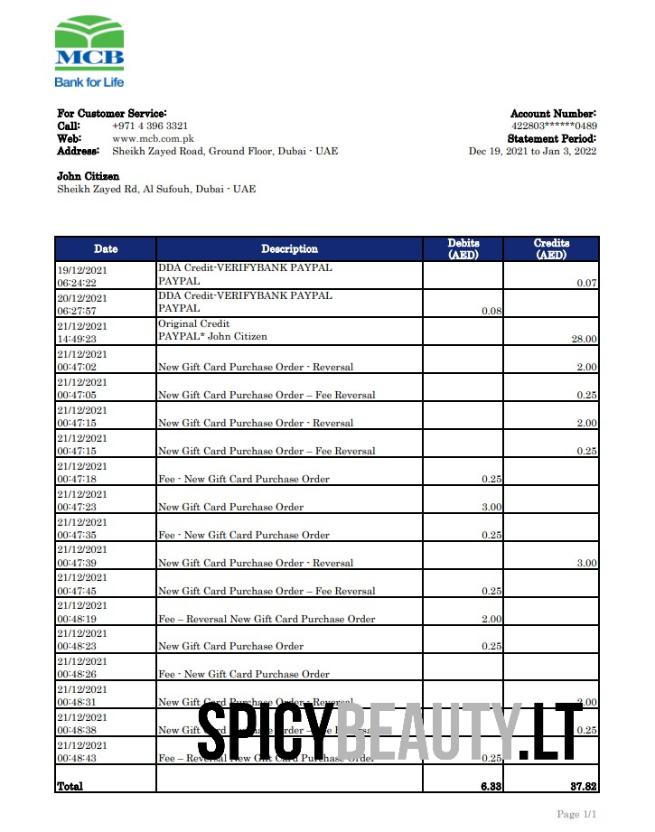 MCB
Bank for Life
For Customer Service:
Call: +971 4 396 3321
Web: www.mcb.com.pk
Address: Sheikh Zayed Road, Ground Floor, Dubai - UAE
Account Number:
422803******0489
Statement Period:
Dec 19, 2021 to Jan 3, 2022
John Citizen
Sheikh Zayed Rd, Al Sufouh, Dubai - UAE
Date Description Debits (AED) Credits (AED)
19/12/2021 DDA Credit-VERIFYBANK PAYPAL
06:24:22 PAYPAL 0.07
20/12/2021 DDA Credit-VERIFYBANK PAYPAL
06:27:57 PAYPAL 0.08
21/12/2021 Original Credit
14:49:23 PAYPAL* John Citizen 28.00
21/12/2021
00:47:02 New Gift Card Purchase Order - Reversal 2.00
21/12/2021
00:47:05 New Gift Card Purchase Order – Fee Reversal 0.25
21/12/2021
00:47:15 New Gift Card Purchase Order - Reversal 2.00
21/12/2021
00:47:15 New Gift Card Purchase Order – Fee Reversal 0.25
21/12/2021
00:47:18 Fee - New Gift Card Purchase Order 0.25
21/12/2021
00:47:23 New Gift Card Purchase Order 3.00
21/12/2021
00:47:35 Fee - New Gift Card Purchase Order 0.25
21/12/2021
00:47:39 New Gift Card Purchase Order - Reversal 3.00
21/12/2021
00:47:45 New Gift Card Purchase Order – Fee Reversal 0.25
21/12/2021
00:48:19 Fee – Reversal New Gift Card Purchase Order 2.00
21/12/2021
00:48:23 New Gift Card Purchase Order 0.25
21/12/2021
00:48:26 Fee - New Gift Card Purchase Order
21/12/2021
00:48:31 New Gift Card Purchase Order - Reversal 2.00
21/12/2021
00:48:38 New Gift 0.25
21/12/2021
00:48:43 Fee – Reversal New Gift Card Purchase Order 0.25
SPICYBEAUTY.LT
Total 6.33 37.82
Page 1/1